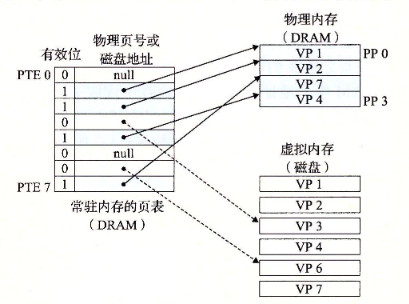 物理页号或
磁盘地址
有效位
PTE 0 0 null
1
1
0
1
0 null
0
PTE 7 1
常驻内存的页表
（DRAM）
物理内存
（DRAM）
VP 1 PP 0
VP 2
VP 7
VP 4 PP 3
虚拟内存
（磁盘）
VP 1
VP 2
VP 3
VP 4
VP 6
VP 7